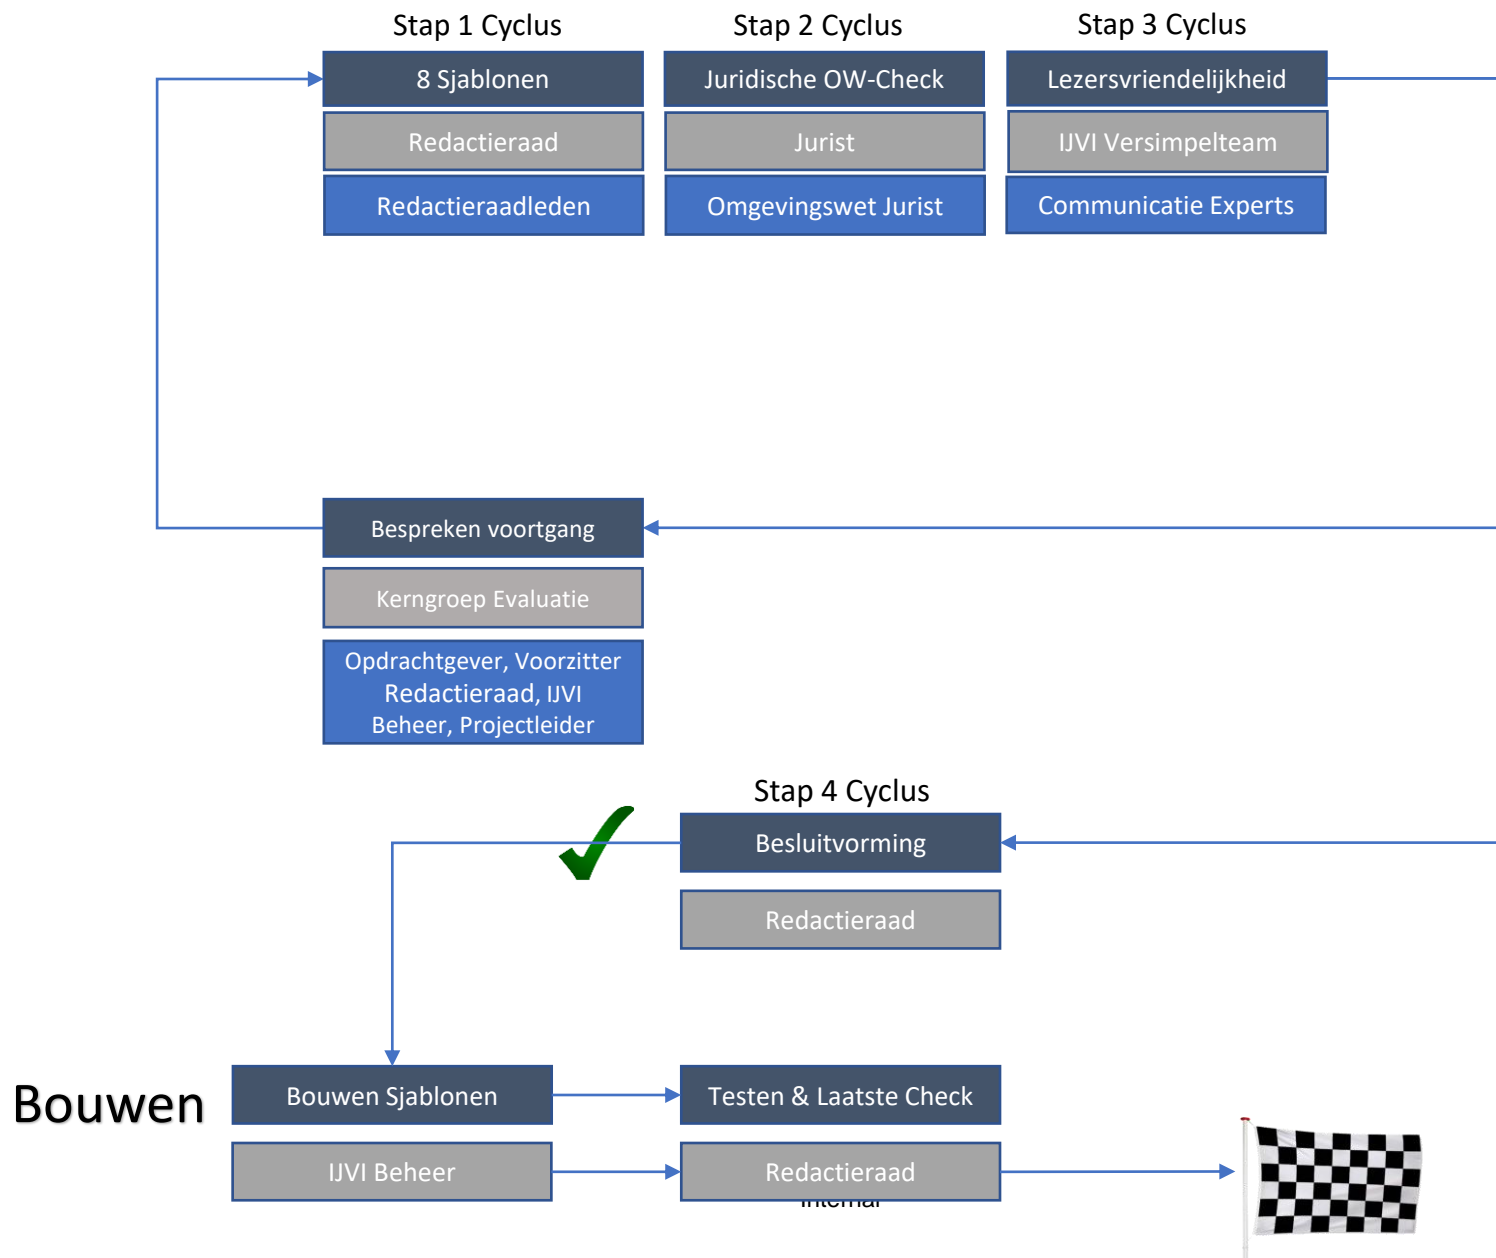 Stap 1 Cyclus
Stap 2 Cyclus
Stap 3 Cyclus
8 Sjablonen
Juridische OW-Check
Lezersvriendelijkheid
Redactieraad
Jurist
IJVI Versimpelteam
Redactieraadleden
Omgevingswet Jurist
Communicatie Experts
Bespreken voortgang
Kerngroep Evaluatie
Opdrachtgever, Voorzitter
Redactieraad, IJVI
Beheer, Projectleider
Stap 4 Cyclus
Besluitvorming
Redactieraad
Bouwen
Bouwen Sjablonen
Testen & Laatste Check
IJVI Beheer
Redactieraad
Internal